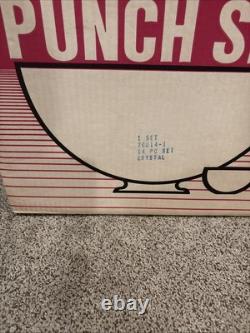 PUNCH S
1 SET
76014-1
14 PC SET
CRYSTAL